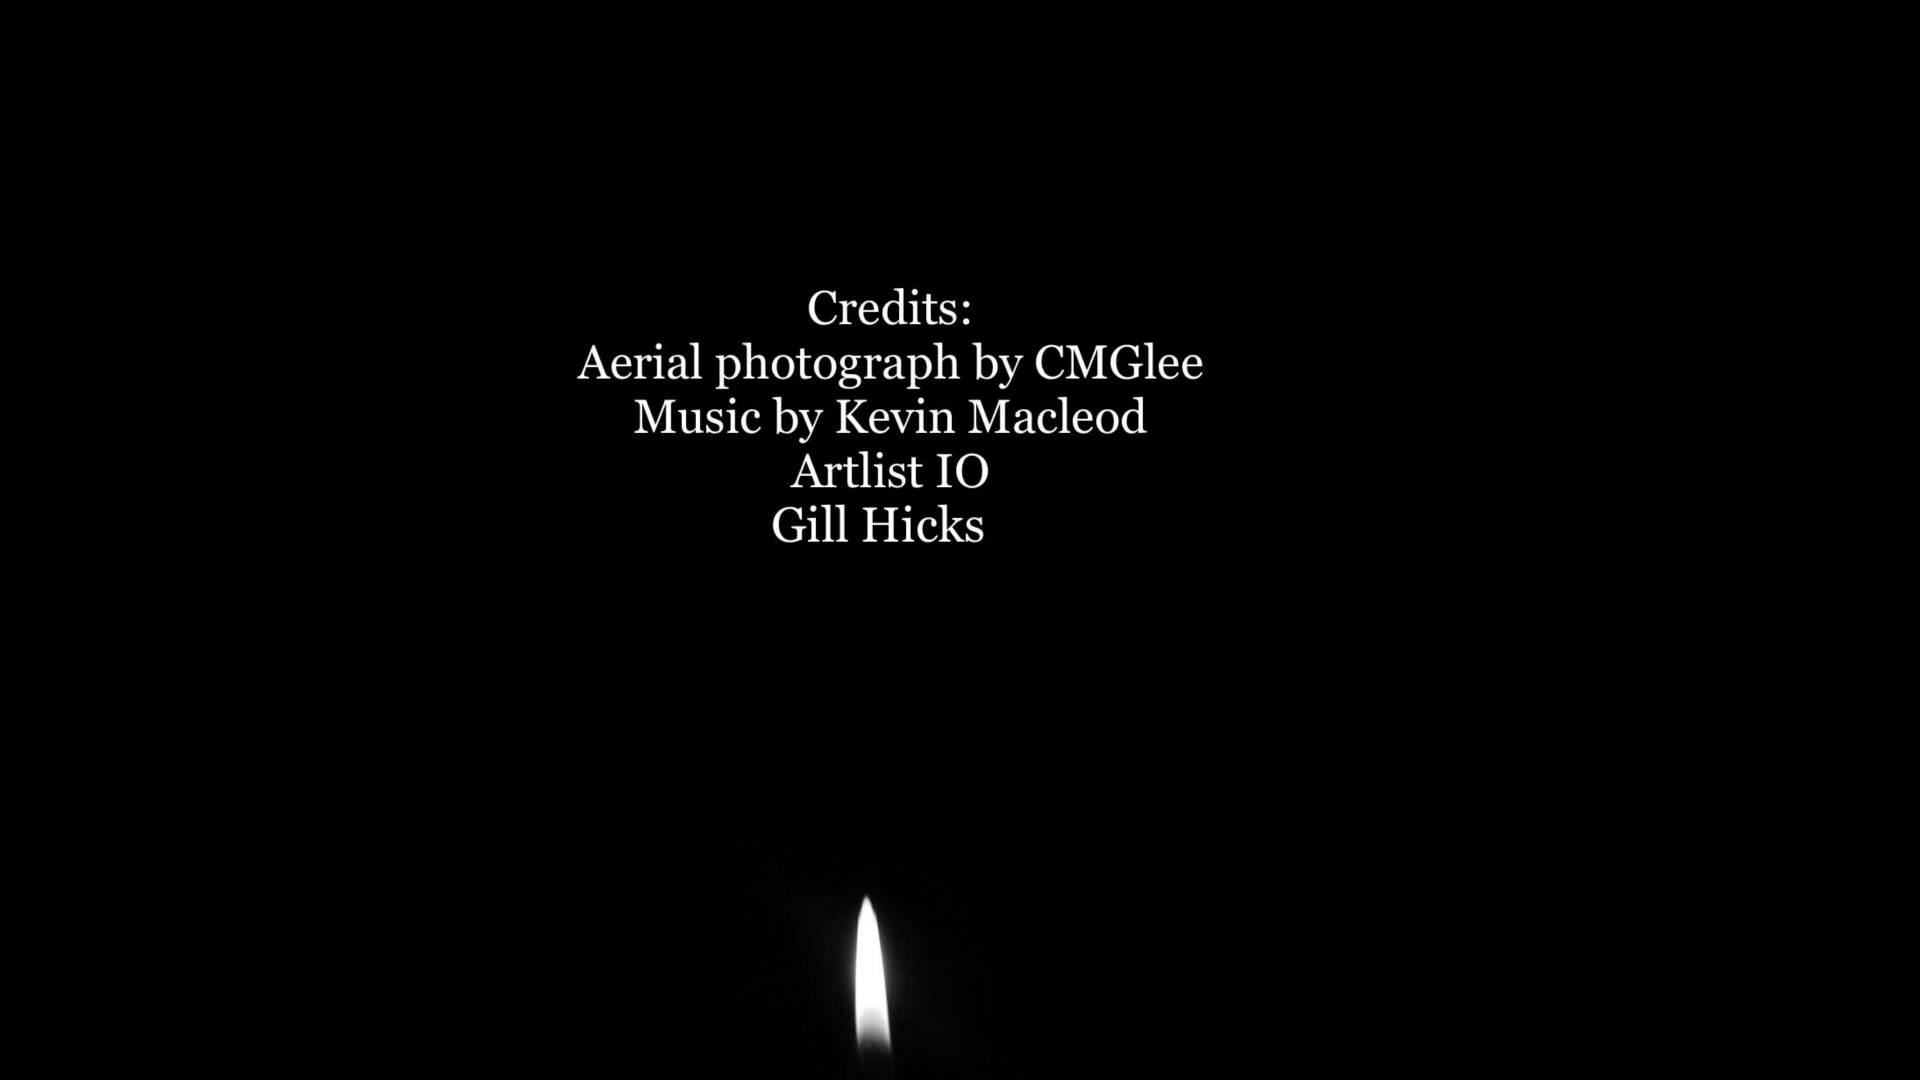 Credits:
Aerial photograph by CMGlee
Music by Kevin Macleod
Artlist IO
Gill Hicks